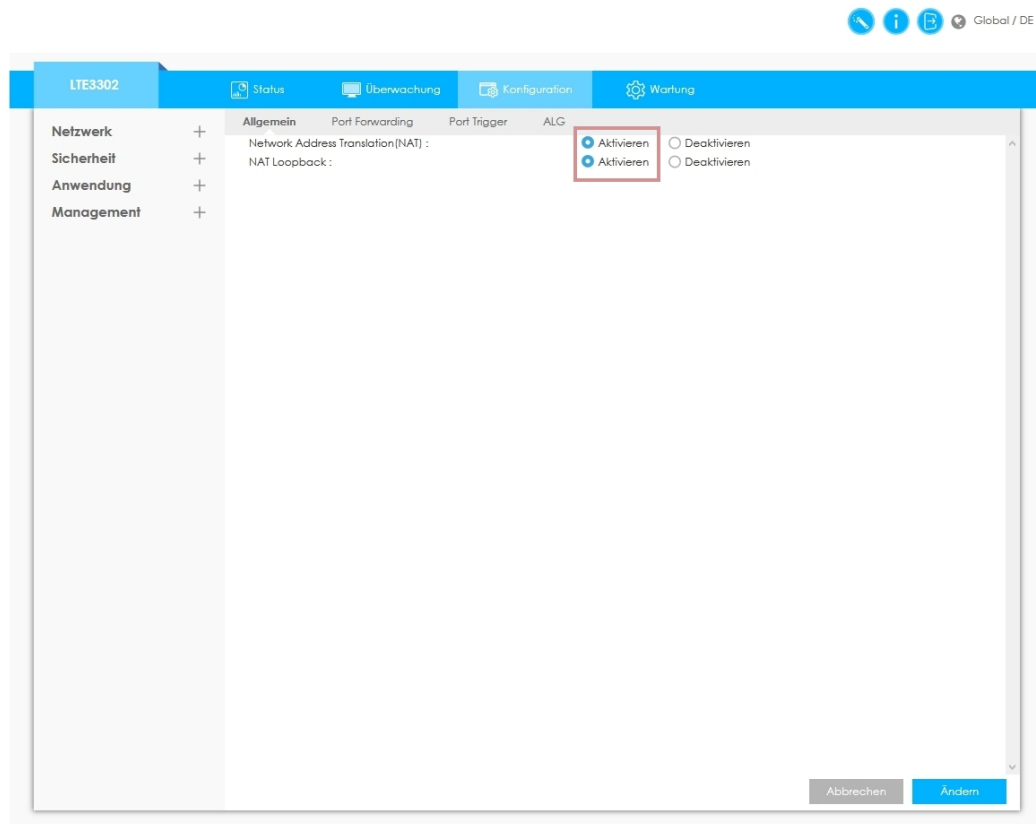 Global / DE
LTE3302
Status
Überwachung
Konfiguration
Wartung
Netzwerk
Sicherheit
Anwendung
Management
Allgemein
Port Forwarding
Port Trigger
ALG
Network Address Translation(NAT) :
Aktivieren
Deaktivieren
NAT Loopback :
Aktivieren
Deaktivieren
Abbrechen
Ändern